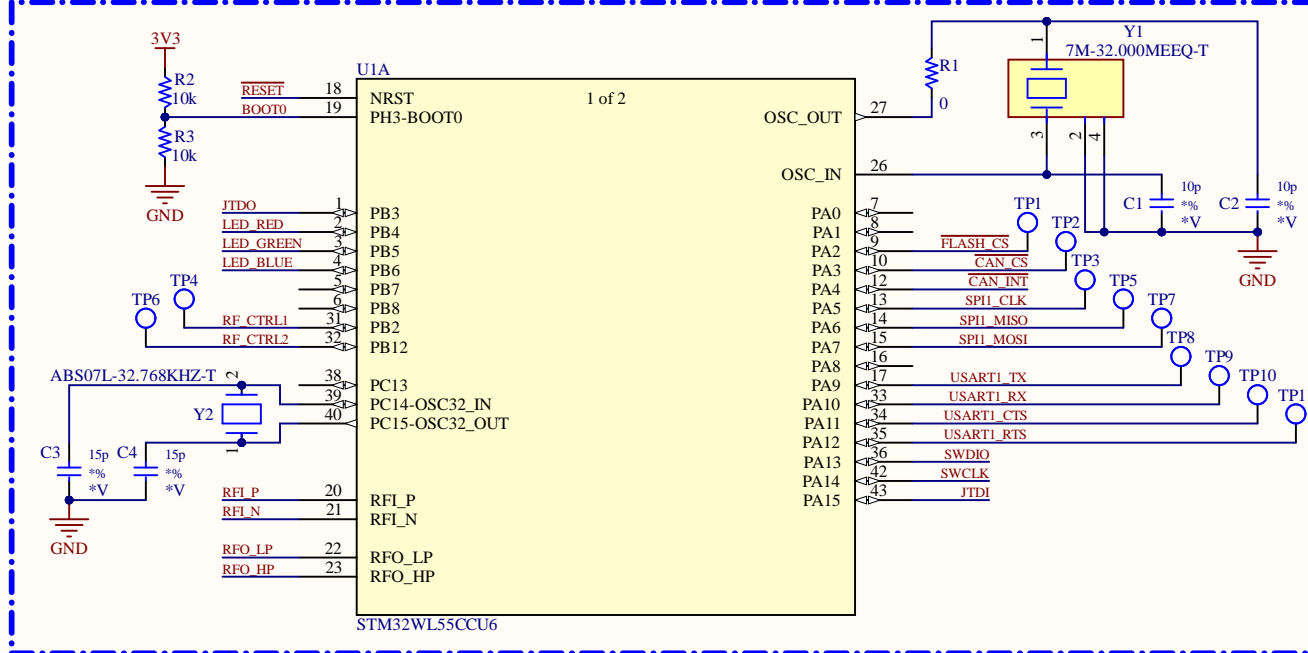 3V3
R2
10k
R3
10k
GND
RESET
BOOT0
18
19
NRST
PH3-BOOT0
U1A
1 of 2
JTDO
1
PB3
LED_RED
2
PB4
LED_GREEN
3
PB5
LED_BLUE
4
PB6
5
PB7
6
PB8
TP4
TP6
RF_CTRL1
31
PB2
RF_CTRL2
32
PB12
38
PC13
39
PC14-OSC32_IN
40
PC15-OSC32_OUT
ABS07L-32.768KHZ-T
2
Y2
1
C3
15p
*%
*V
C4
15p
*%
*V
GND
RFI_P
20
RFI_P
RFI_N
21
RFI_N
RFO_LP
22
RFO_LP
RFO_HP
23
RFO_HP
STM32WL55CCU6
OSC_OUT
27
R1
0
1
Y1
7M-32.000MEEQ-T
3
2
4
OSC_IN
26
C1
10p
*%
*V
C2
10p
*%
*V
GND
PA0
7
PA1
8
PA2
9
FLASH_CS
TP1
PA3
10
CAN_CS
TP2
PA4
12
CAN_INT
PA5
13
SPI1_CLK
TP3
PA6
14
SPI1_MISO
TP5
PA7
15
SPI1_MOSI
TP7
PA8
16
PA9
17
USART1_TX
TP8
PA10
33
USART1_RX
TP9
PA11
34
USART1_CTS
TP10
PA12
35
USART1_RTS
TP1
PA13
36
SWDIO
PA14
42
SWCLK
PA15
43
JTDI